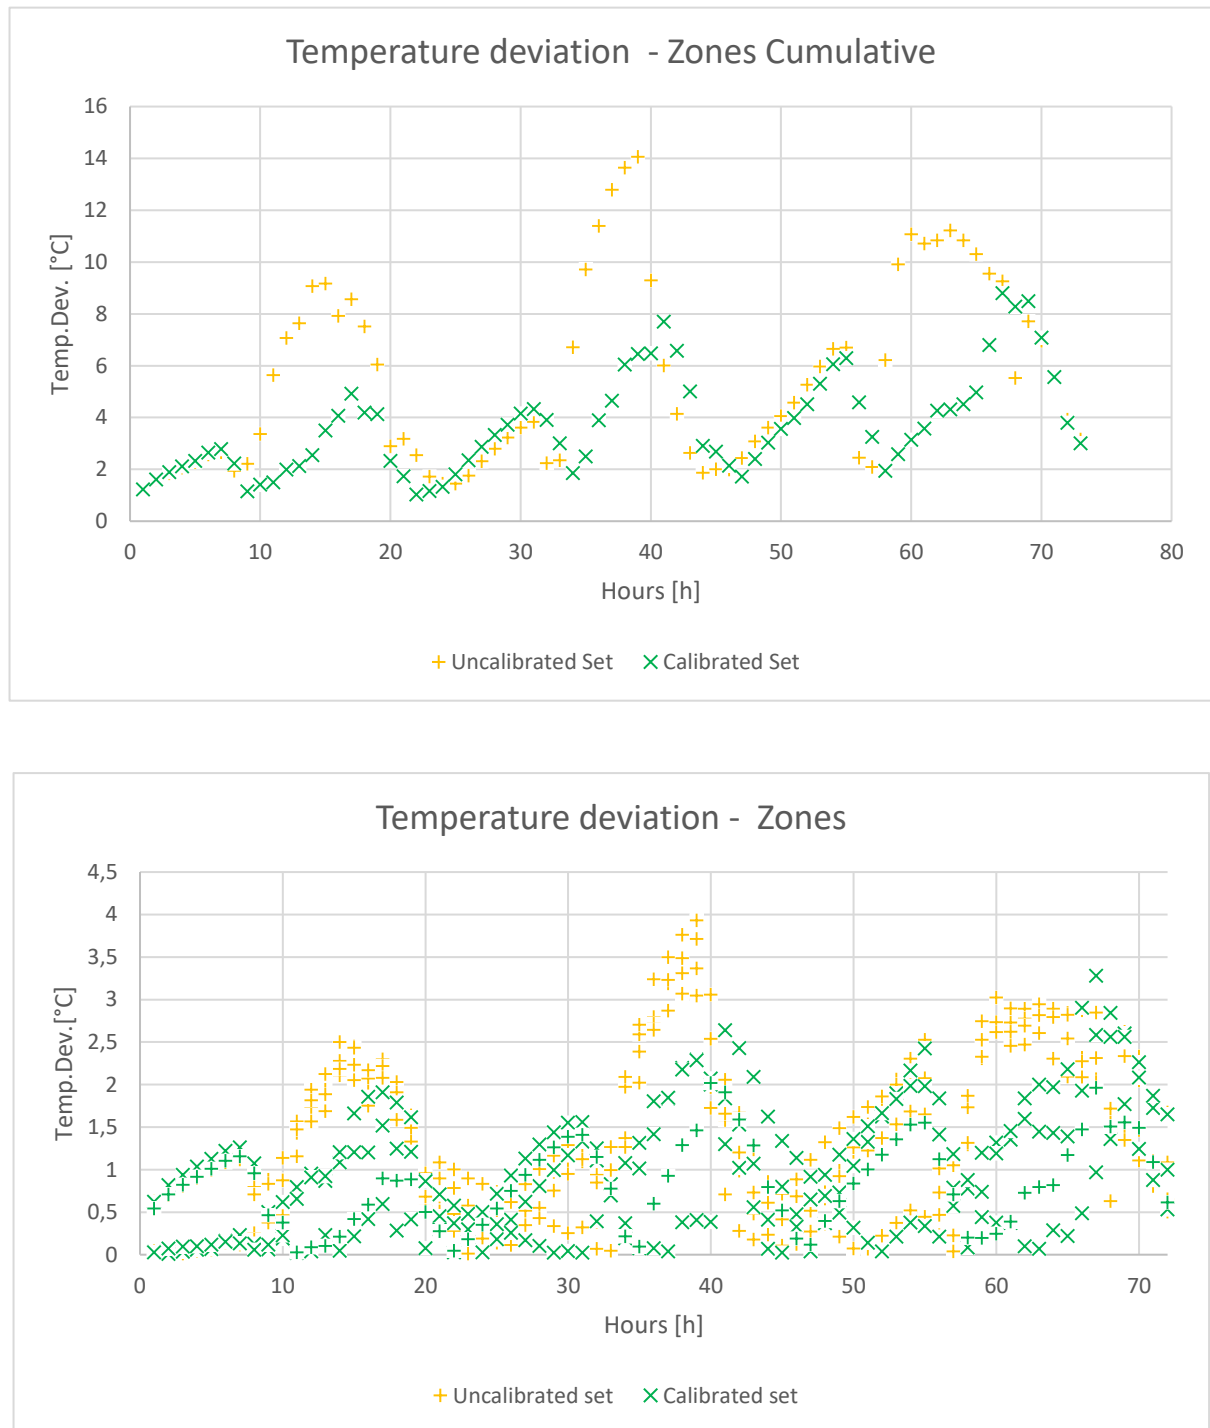 Temperature deviation  - Zones Cumulative
16
14
12
10
8
6
4
2
0
Temp.Dev. [°C]
0 10 20 30 40 50 60 70 80
Hours [h]
Uncalibrated Set Calibrated Set
Temperature deviation -  Zones
4,5
4
3,5
3
2,5
2
1,5
1
0,5
0
Temp.Dev.[°C]
0 10 20 30 40 50 60 70
Hours [h]
Uncalibrated set Calibrated set